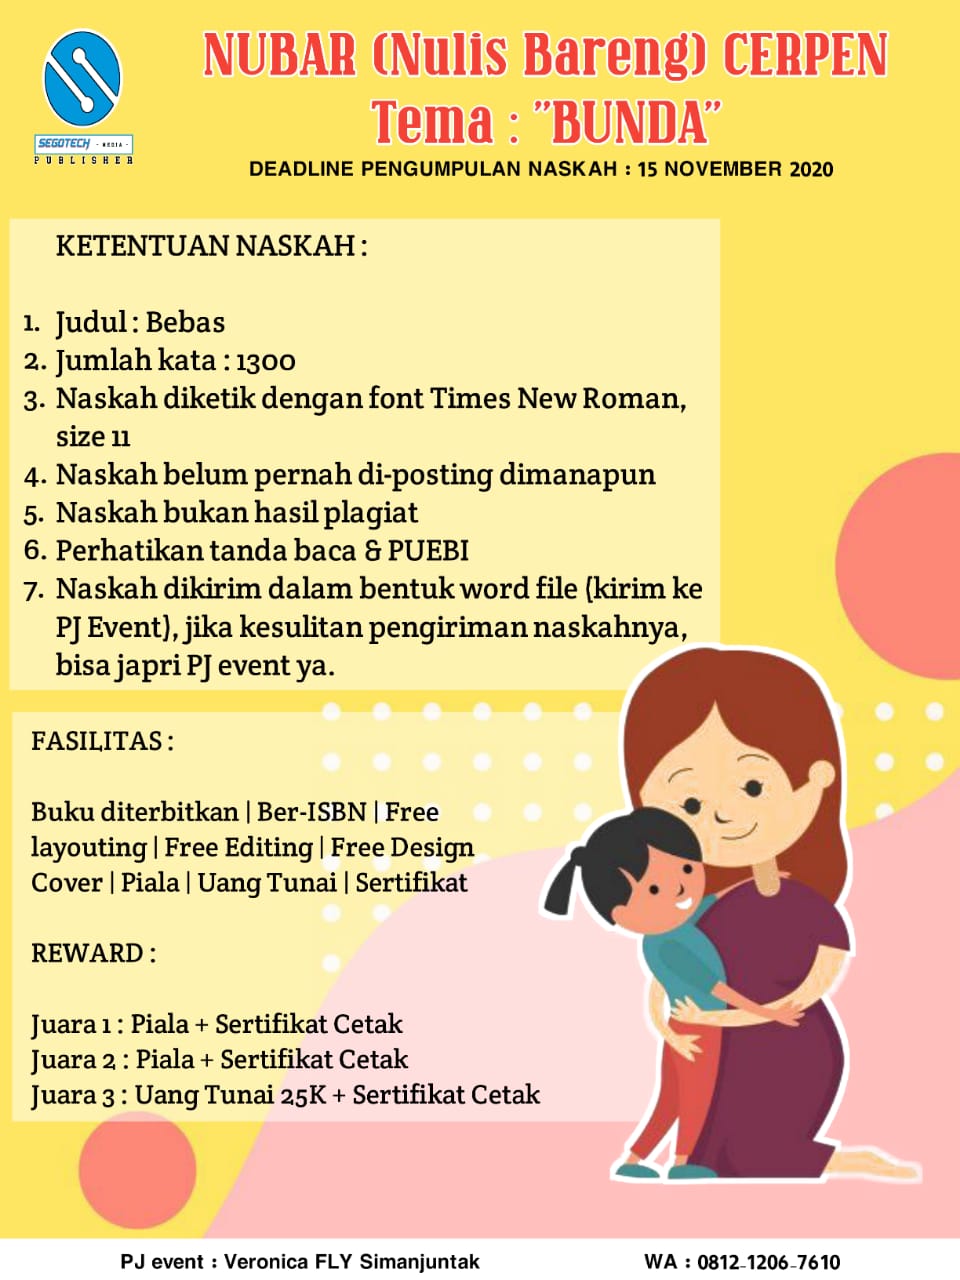 NUBAR (Nulis Bareng) CERPEN
Tema : "BUNDA"
DEADLINE PENGUMPULAN NASKAH : 15 NOVEMBER 2020
SEGOTECH - MEDIA -
PUBLISHER
KETENTUAN NASKAH :
1. Judul : Bebas
2. Jumlah kata : 1300
3. Naskah diketik dengan font Times New Roman,
size 11
4. Naskah belum pernah di-posting dimanapun
5. Naskah bukan hasil plagiat
6. Perhatikan tanda baca & PUEBI
7. Naskah dikirim dalam bentuk word file (kirim ke
PJ Event), jika kesulitan pengiriman naskahnya,
bisa japri PJ event ya.
FASILITAS :
Buku diterbitkan | Ber-ISBN | Free
layouting | Free Editing | Free Design
Cover | Piala | Uang Tunai | Sertifikat
REWARD :
Juara 1 : Piala + Sertifikat Cetak
Juara 2 : Piala + Sertifikat Cetak
Juara 3 : Uang Tunai 25K + Sertifikat Cetak
PJ event : Veronica FLY Simanjuntak WA : 0812-1206-7610